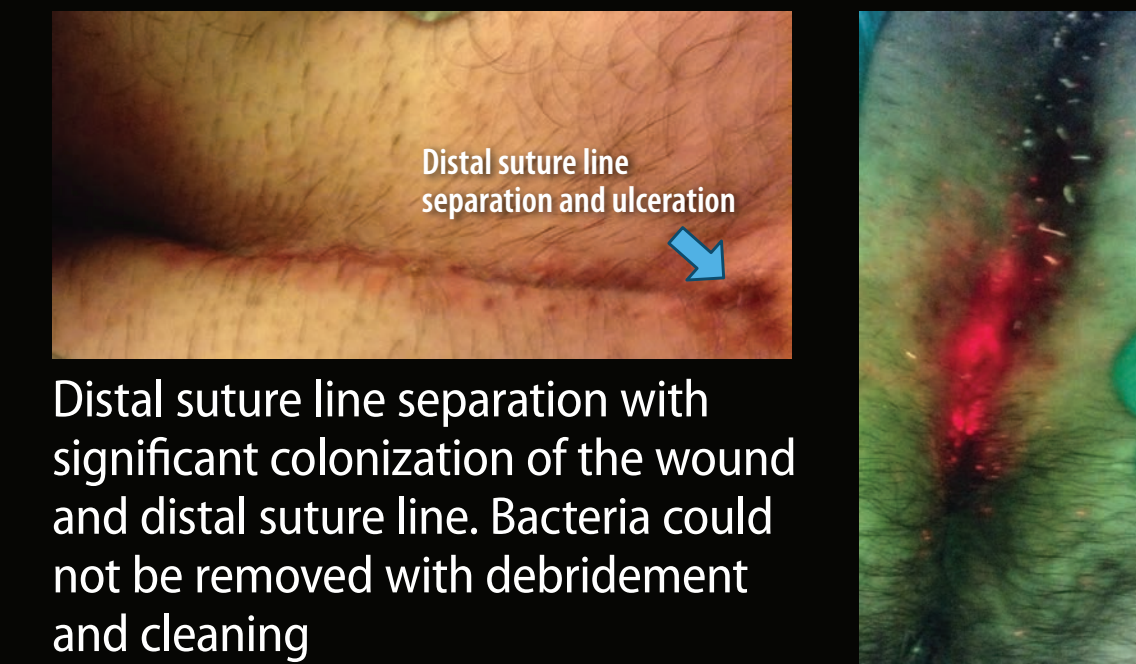 Distal suture line
separation and ulceration
Distal suture line separation with
significant colonization of the wound
and distal suture line. Bacteria could
not be removed with debridement
and cleaning